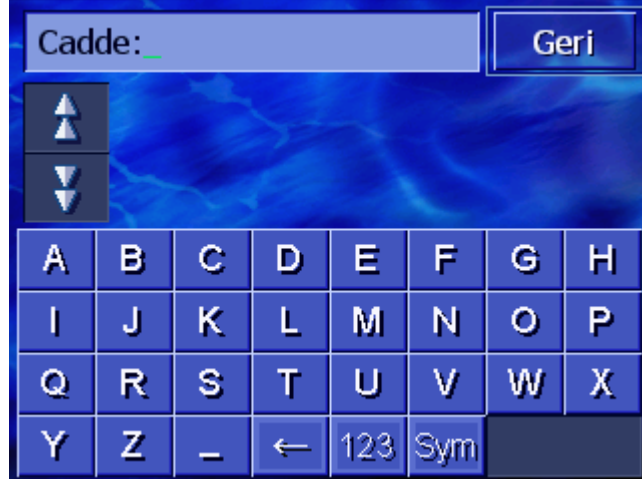 Cadde:_ Geri
A B C D E F G H
I J K L M N O P
Q R S T U V W X
Y Z _ ← 123 Sym